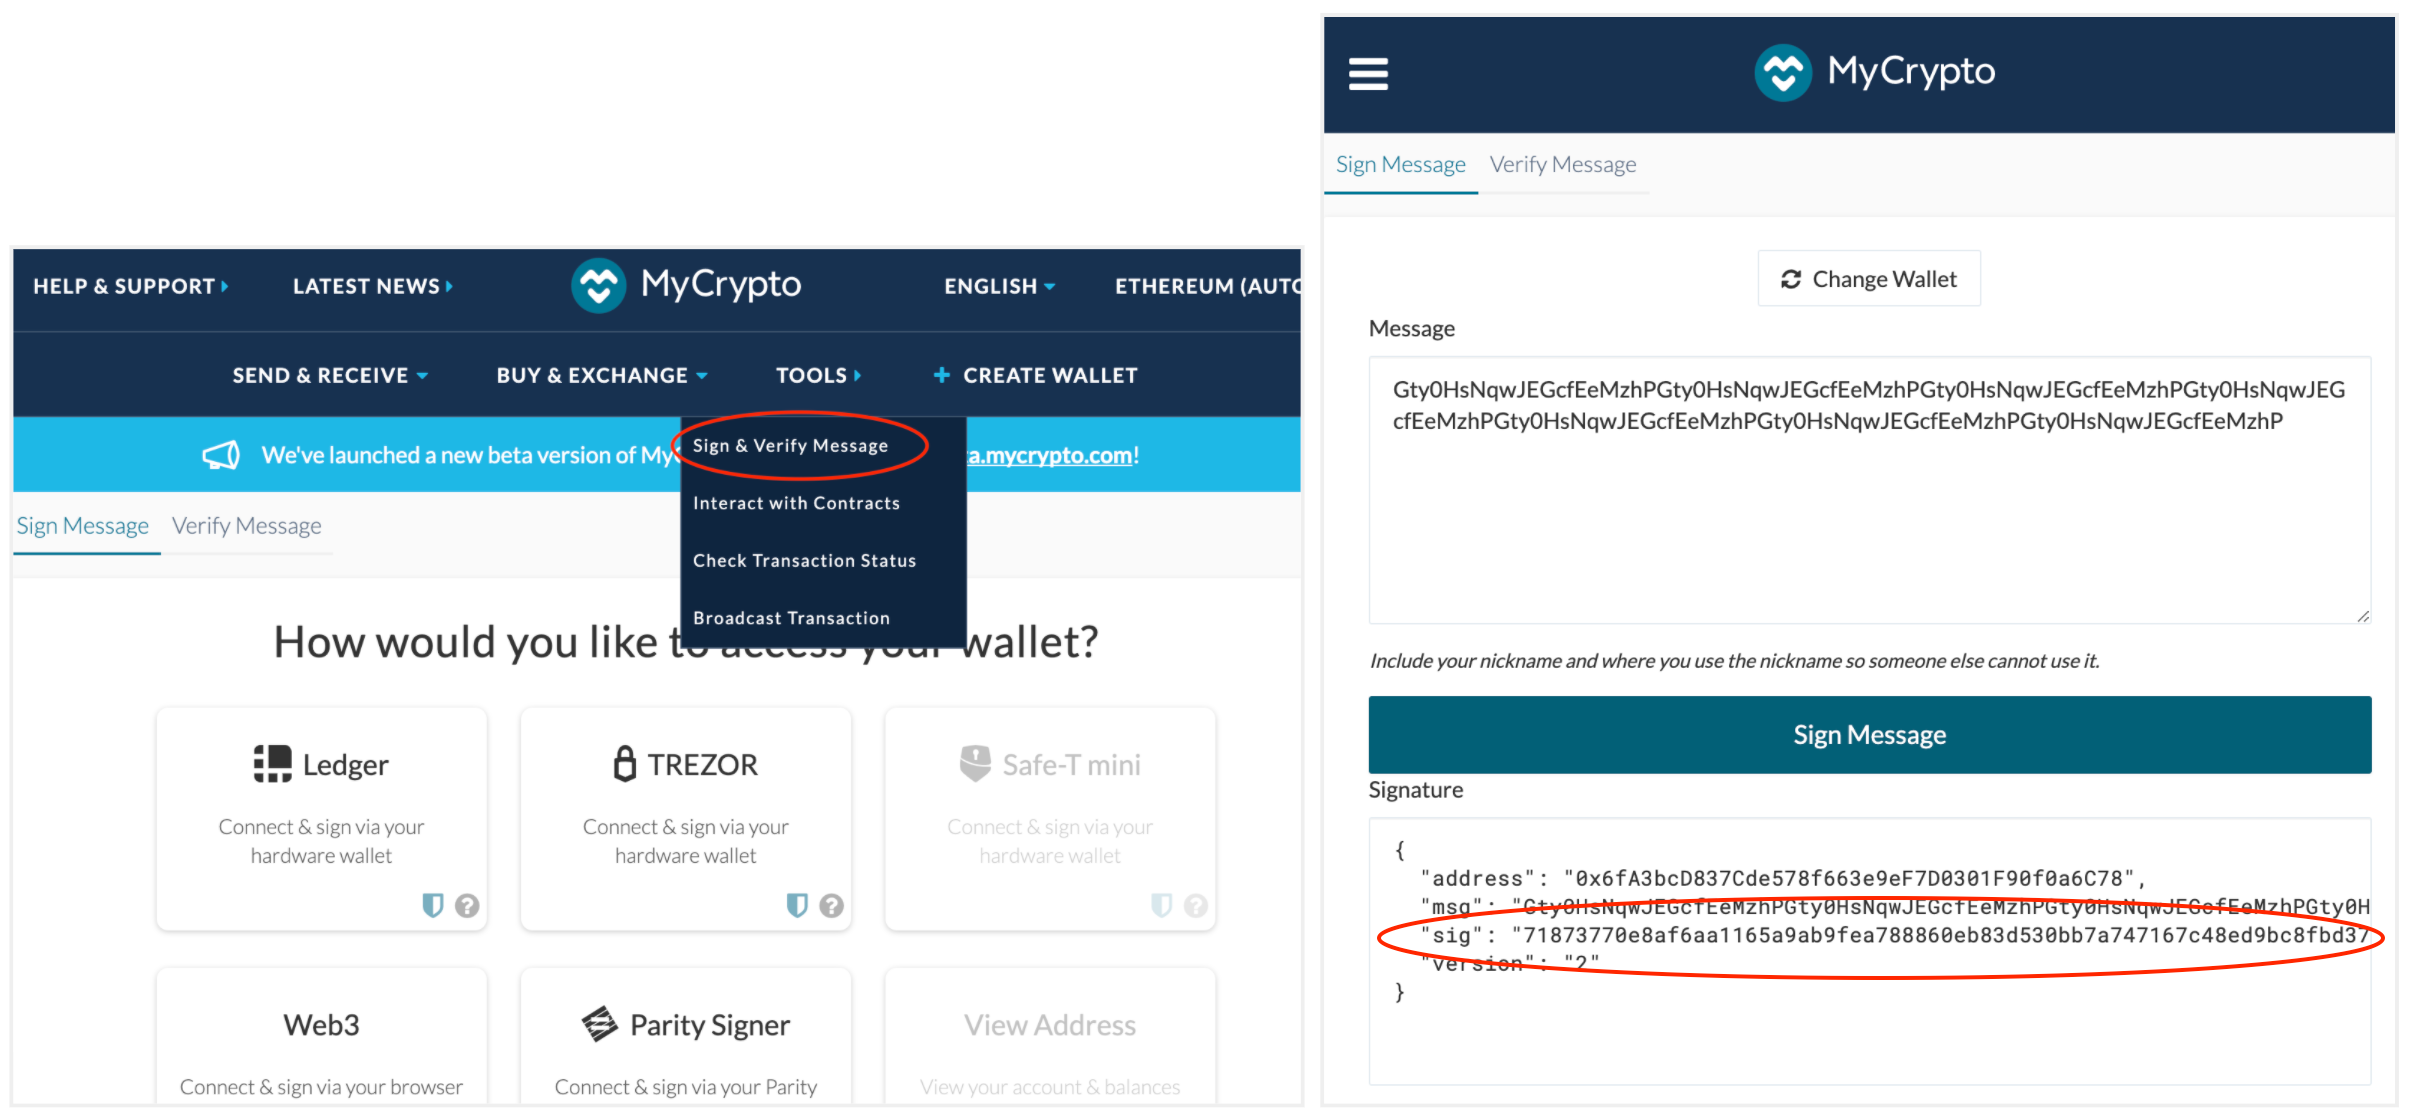 HELP & SUPPORT
LATEST NEWS
MyCrypto
ENGLISH
ETHEREUM (AUTO
SEND & RECEIVE
BUY & EXCHANGE
TOOLS
+ CREATE WALLET
We've launched a new beta version of My
a.mycrypto.com!
Sign & Verify Message
Interact with Contracts
Check Transaction Status
Broadcast Transaction
Sign Message
Verify Message
How would you like to access your wallet?
Ledger
Connect & sign via your
hardware wallet
TREZOR
Connect & sign via your
hardware wallet
Safe-T mini
Connect & sign via your
hardware wallet
Web3
Connect & sign via your browser
Parity Signer
Connect & sign via your Parity
View Address
View your account & balances
MyCrypto
Sign Message
Verify Message
Change Wallet
Message
Gty0HsNqwJEGcfEeMzhPGty0HsNqwJEGcfEeMzhPGty0HsNqwJEGcfEeMzhPGty0HsNqwJEG
cfEeMzhPGty0HsNqwJEGcfEeMzhPGty0HsNqwJEGcfEeMzhPGty0HsNqwJEGcfEeMzhP
Include your nickname and where you use the nickname so someone else cannot use it.
Sign Message
Signature
{
"address": "0x6fA3bcD837Cde578f663e9eF7D0301F90f0a6C78",
"msg": "Gty0HsNqwJEGcfEeMzhPGty0HsNqwJEGcfEeMzhPGty0HsNqwJEGcfEeMzhPGty0H
"sig": "71873770e8af6aa1165a9ab9fea788860eb83d530bb7a747167c48ed9bc8fbd37
"version": "2"
}